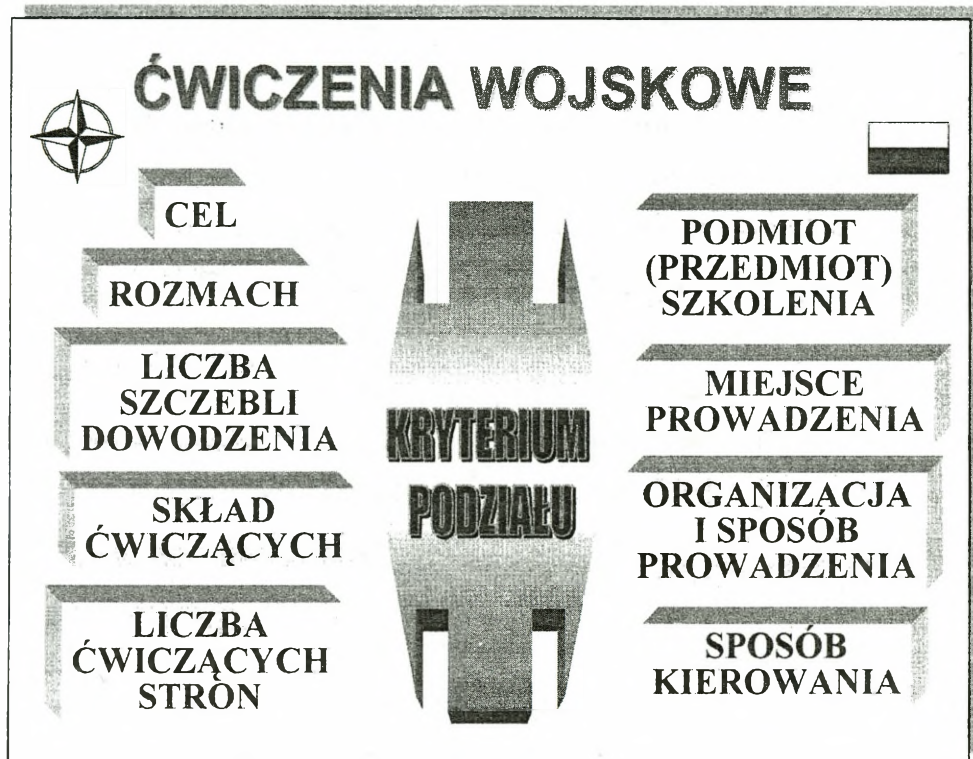 ĆWICZENIA WOJSKOWE
CEL
ROZMACH
LICZBA
SZCZEBLI
DOWODZENIA
SKŁAD
ĆWICZĄCYCH
LICZBA
ĆWICZĄCYCH
STRON
KRYTERIUM
PODZIAŁU
PODMIOT
(PRZEDMIOT)
SZKOLENIA
MIEJSCE
PROWADZENIA
ORGANIZACJA
I SPOSÓB
PROWADZENIA
SPOSÓB
KIEROWANIA